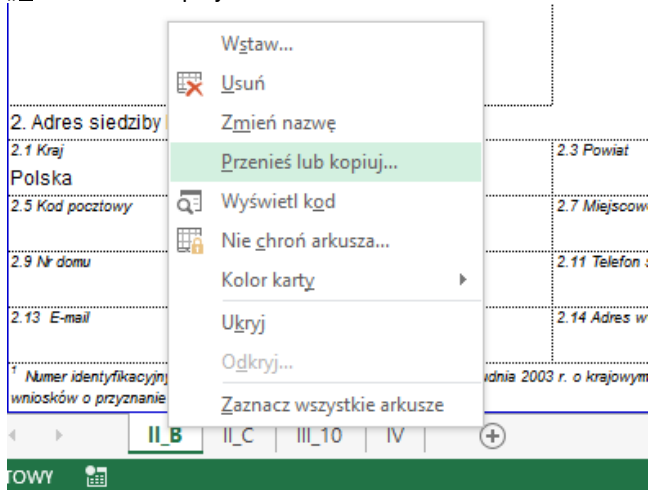 Wstaw...
Usuń
2. Adres siedziby
Zmień nazwę
2.1 Kraj
2.3 Powiat
Przenieś lub kopiuj...
Polska
2.5 Kod pocztowy
Wyświetl kod
2.7 Miejscow
Nie chroń arkusza...
2.9 Nr domu
2.11 Telefon
Kolor karty
2.13 E-mail
2.14 Adres w
Ukryj
Odkryj...
1 Numer identyfikacyjn
udnia 2003 r. o krajowym
wniosków o przyznanie
Zaznacz wszystkie arkusze
II_B II_C III_10 IV
TOWY